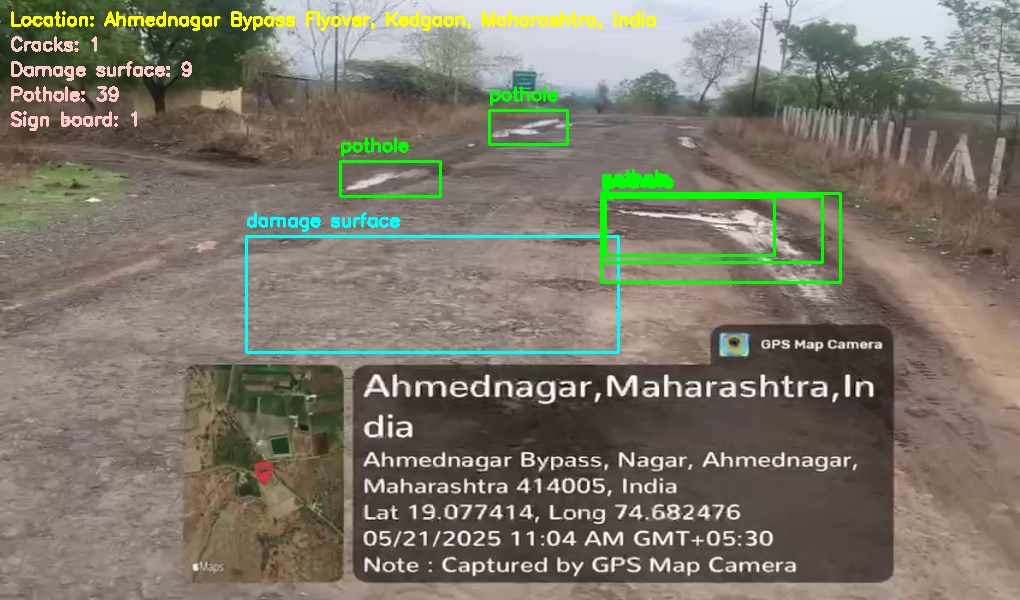 Location: Ahmednagar Bypass Flyover, Kedgaon, Maharashtra, India
Cracks: 1
Damage surface: 9
Pothole: 39
Sign board: 1
pothole
pothole
pothole
damage surface
GPS Map Camera
Ahmednagar,Maharashtra,In
dia
Ahmednagar Bypass, Nagar, Ahmednagar,
Maharashtra 414005, India
Lat 19.077414, Long 74.682476
05/21/2025 11:04 AM GMT+05:30
Note : Captured by GPS Map Camera
Maps